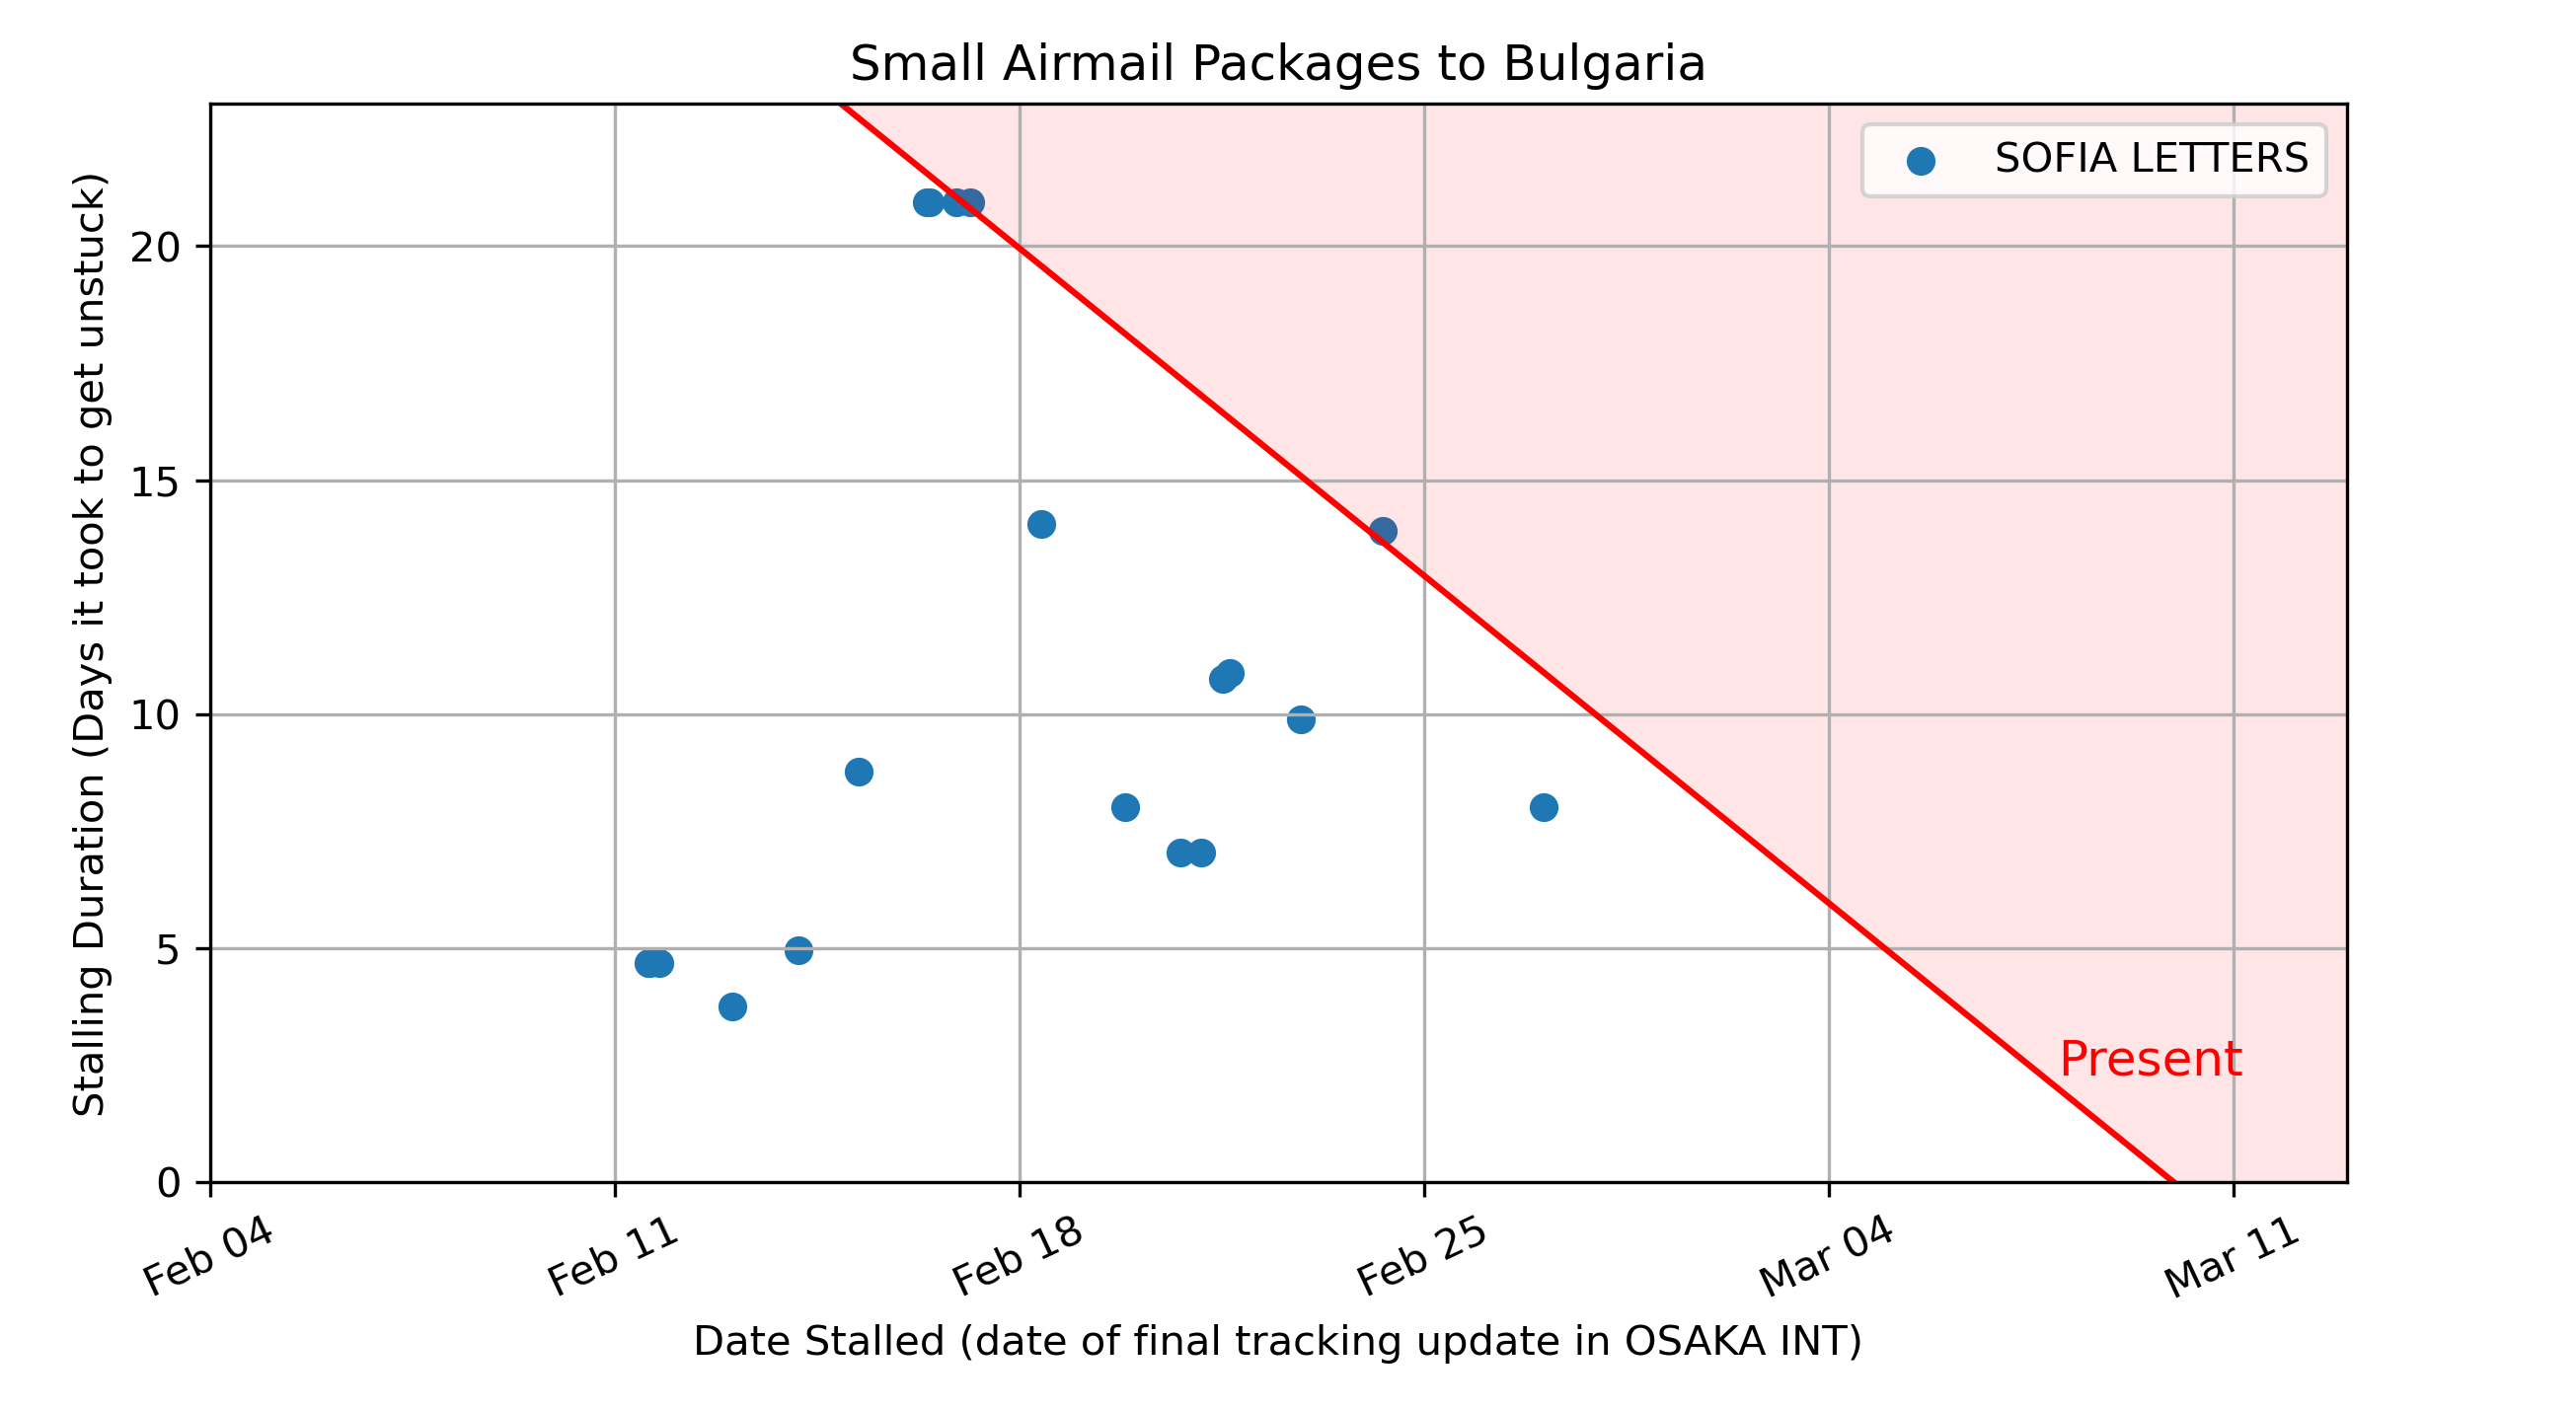 Small Airmail Packages to Bulgaria
SOFIA LETTERS
Stalling Duration (Days it took to get unstuck)
20
15
10
5
0
Present
Feb 04
Feb 11
Feb 18
Feb 25
Mar 04
Mar 11
Date Stalled (date of final tracking update in OSAKA INT)